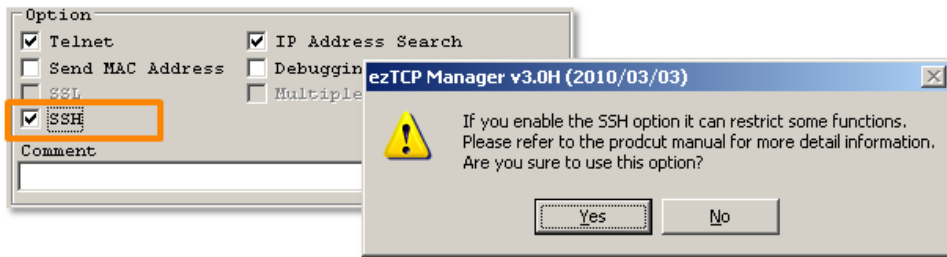 Option
Telnet
IP Address Search
Send MAC Address
Debuggin
SSL
Multiple
SSH
Comment
ezTCP Manager v3.0H (2010/03/03)
If you enable the SSH option it can restrict some functions.
Please refer to the prodcut manual for more detail information.
Are you sure to use this option?
Yes
No